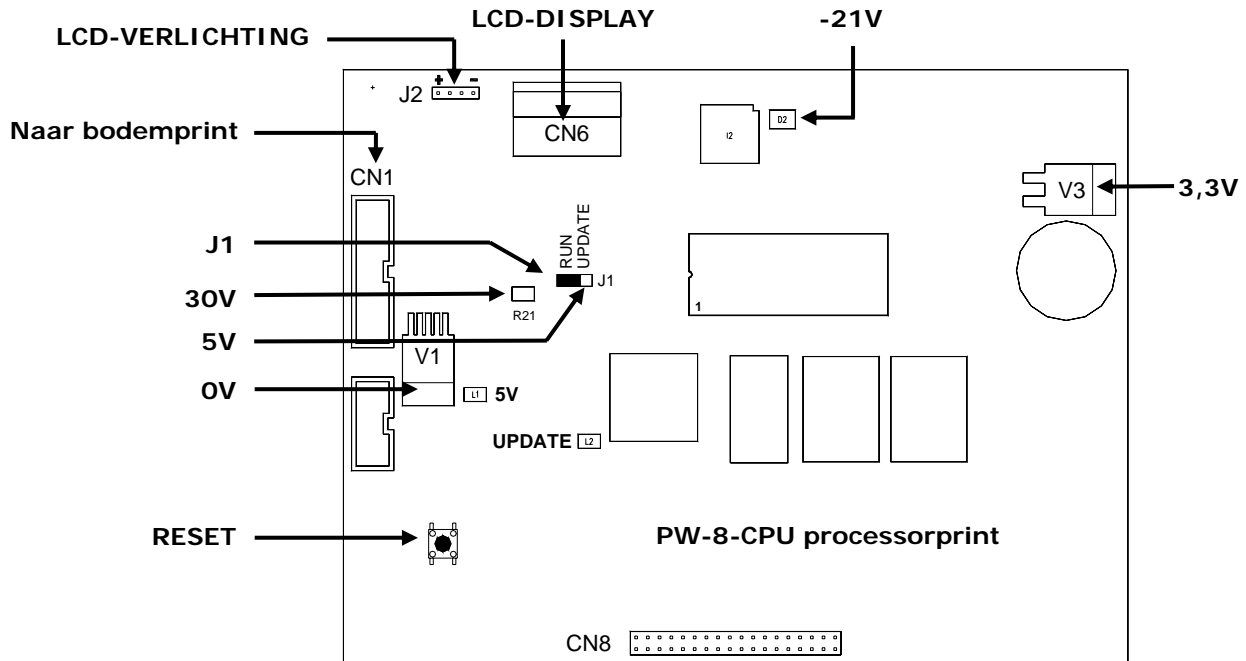 LCD-DISPLAY
-21V
LCD-VERLICHTING
+ -
J2
D2
I2
Naar bodemprint
CN6
CN1
V3
3,3V
RUN
UPDATE
J1
J1
30V
R21
1
5V
V1
0V
L1
5V
UPDATE
L2
RESET
PW-8-CPU processorprint
CN8